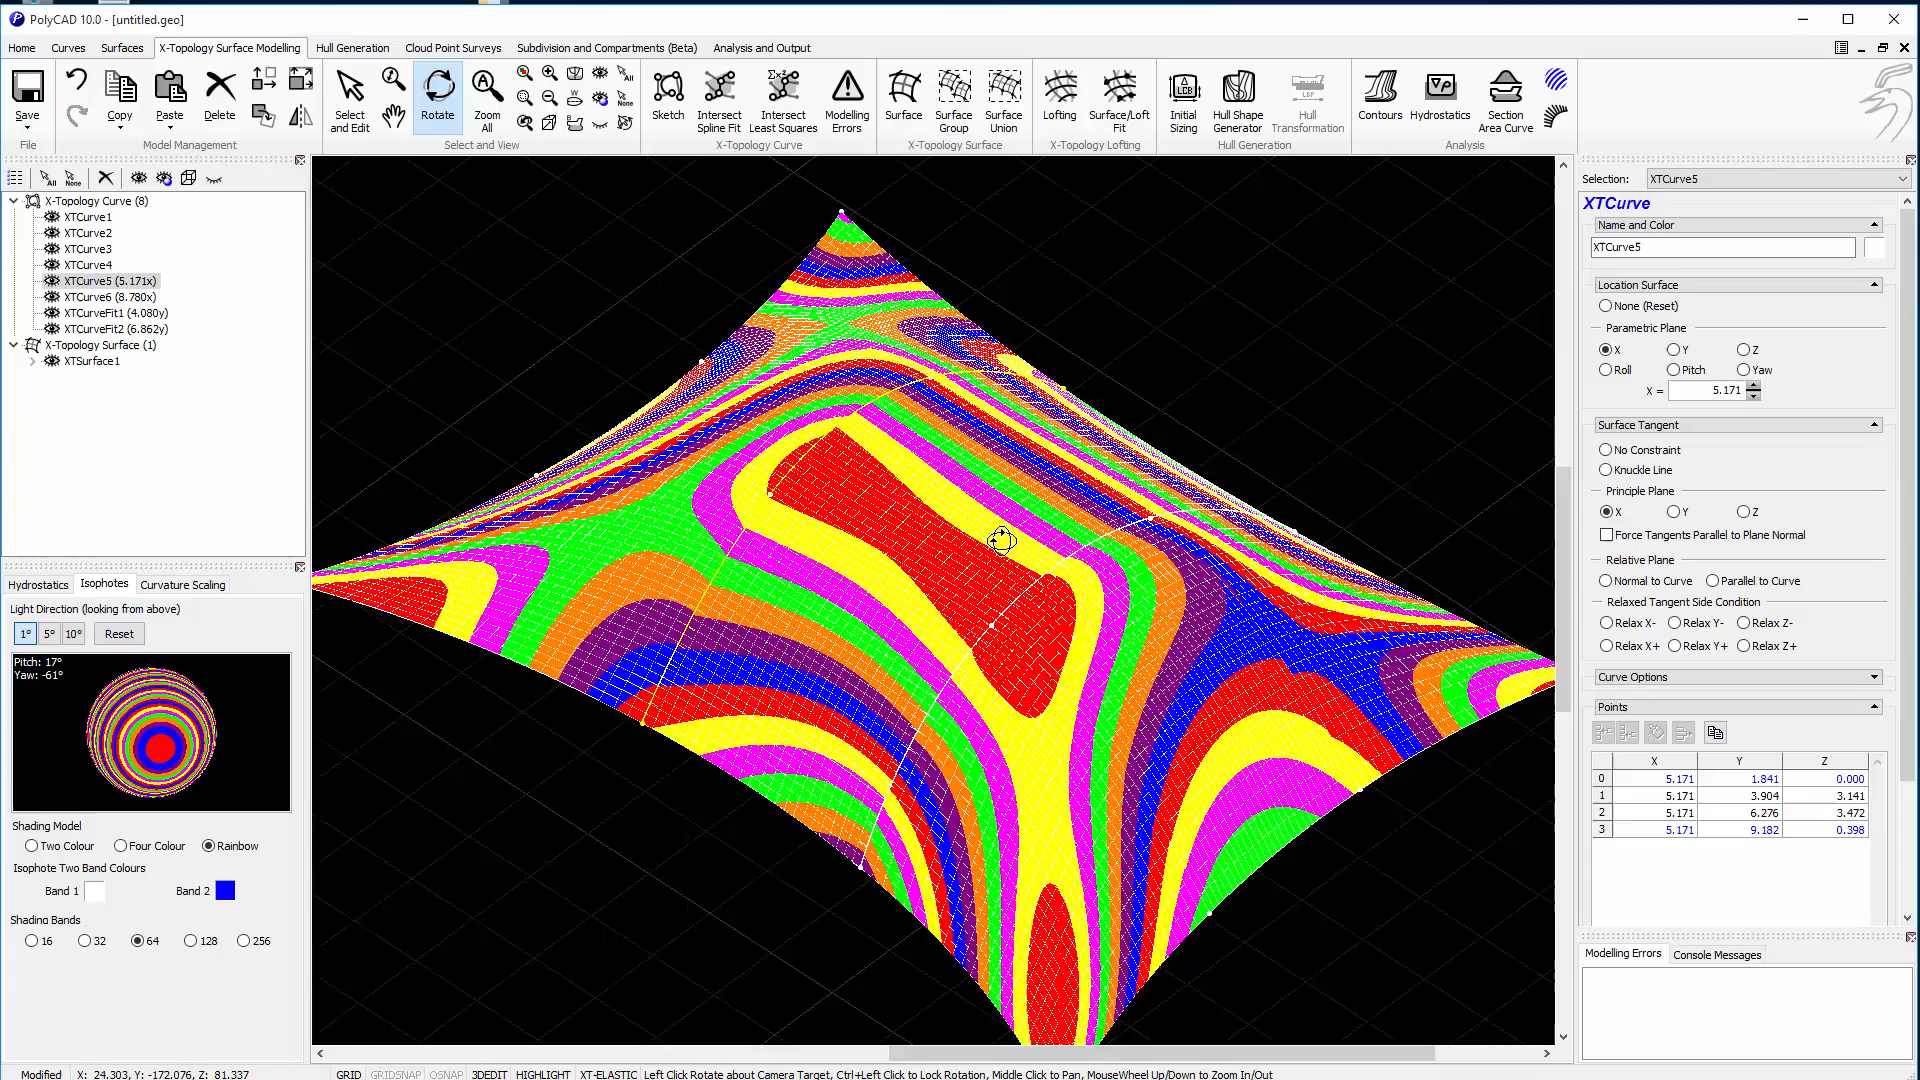 PolyCAD 10.0 - [untitled.geo]
Home Curves Surfaces X-Topology Surface Modelling Hull Generation Cloud Point Surveys Subdivision and Compartments (Beta) Analysis and Output
Save Copy Paste Delete Select and Edit Rotate Zoom All Sketch Intersect Spline Fit Intersect Least Squares Modelling Errors Surface Surface Group Surface Union Lofting Surface/Loft Fit Initial Sizing Hull Shape Generator Hull Transformation Contours Hydrostatics Section Area Curve
File Model Management Select and View X-Topology Curve X-Topology Surface X-Topology Lofting Hull Generation Analysis
X-Topology Curve (8)
XTCurve1
XTCurve2
XTCurve3
XTCurve4
XTCurve5 (5.171x)
XTCurve6 (8.780x)
XTCurveFit1 (4.080y)
XTCurveFit2 (6.862y)
X-Topology Surface (1)
XTSurface1
Hydrostatics Isophotes Curvature Scaling
Light Direction (looking from above)
1° 5° 10° Reset
Pitch: 17°
Yaw: -61°
Shading Model
Two Colour Four Colour Rainbow
Isophote Two Band Colours
Band 1 Band 2
Shading Bands
16 32 64 128 256
Selection: XTCurve5
XTCurve
Name and Color
XTCurve5
Location Surface
None (Reset)
Parametric Plane
X Y Z
Roll Pitch Yaw
X = 5.171
Surface Tangent
No Constraint
Knuckle Line
Principle Plane
X Y Z
Force Tangents Parallel to Plane Normal
Relative Plane
Normal to Curve Parallel to Curve
Relaxed Tangent Side Condition
Relax X- Relax Y- Relax Z-
Relax X+ Relax Y+ Relax Z+
Curve Options
Points
X Y Z
0 5.171 1.841 0.000
1 5.171 3.904 3.141
2 5.171 6.276 3.472
3 5.171 9.182 0.398
Modelling Errors Console Messages
Modified X: 24.303, Y: -172.076, Z: 81.337 GRID GRIDSNAP OSNAP 3DEDIT HIGHLIGHT XT-ELASTIC Left Click Rotate about Camera Target, Ctrl+Left Click to Lock Rotation, Middle Click to Pan, MouseWheel Up/Down to Zoom In/Out